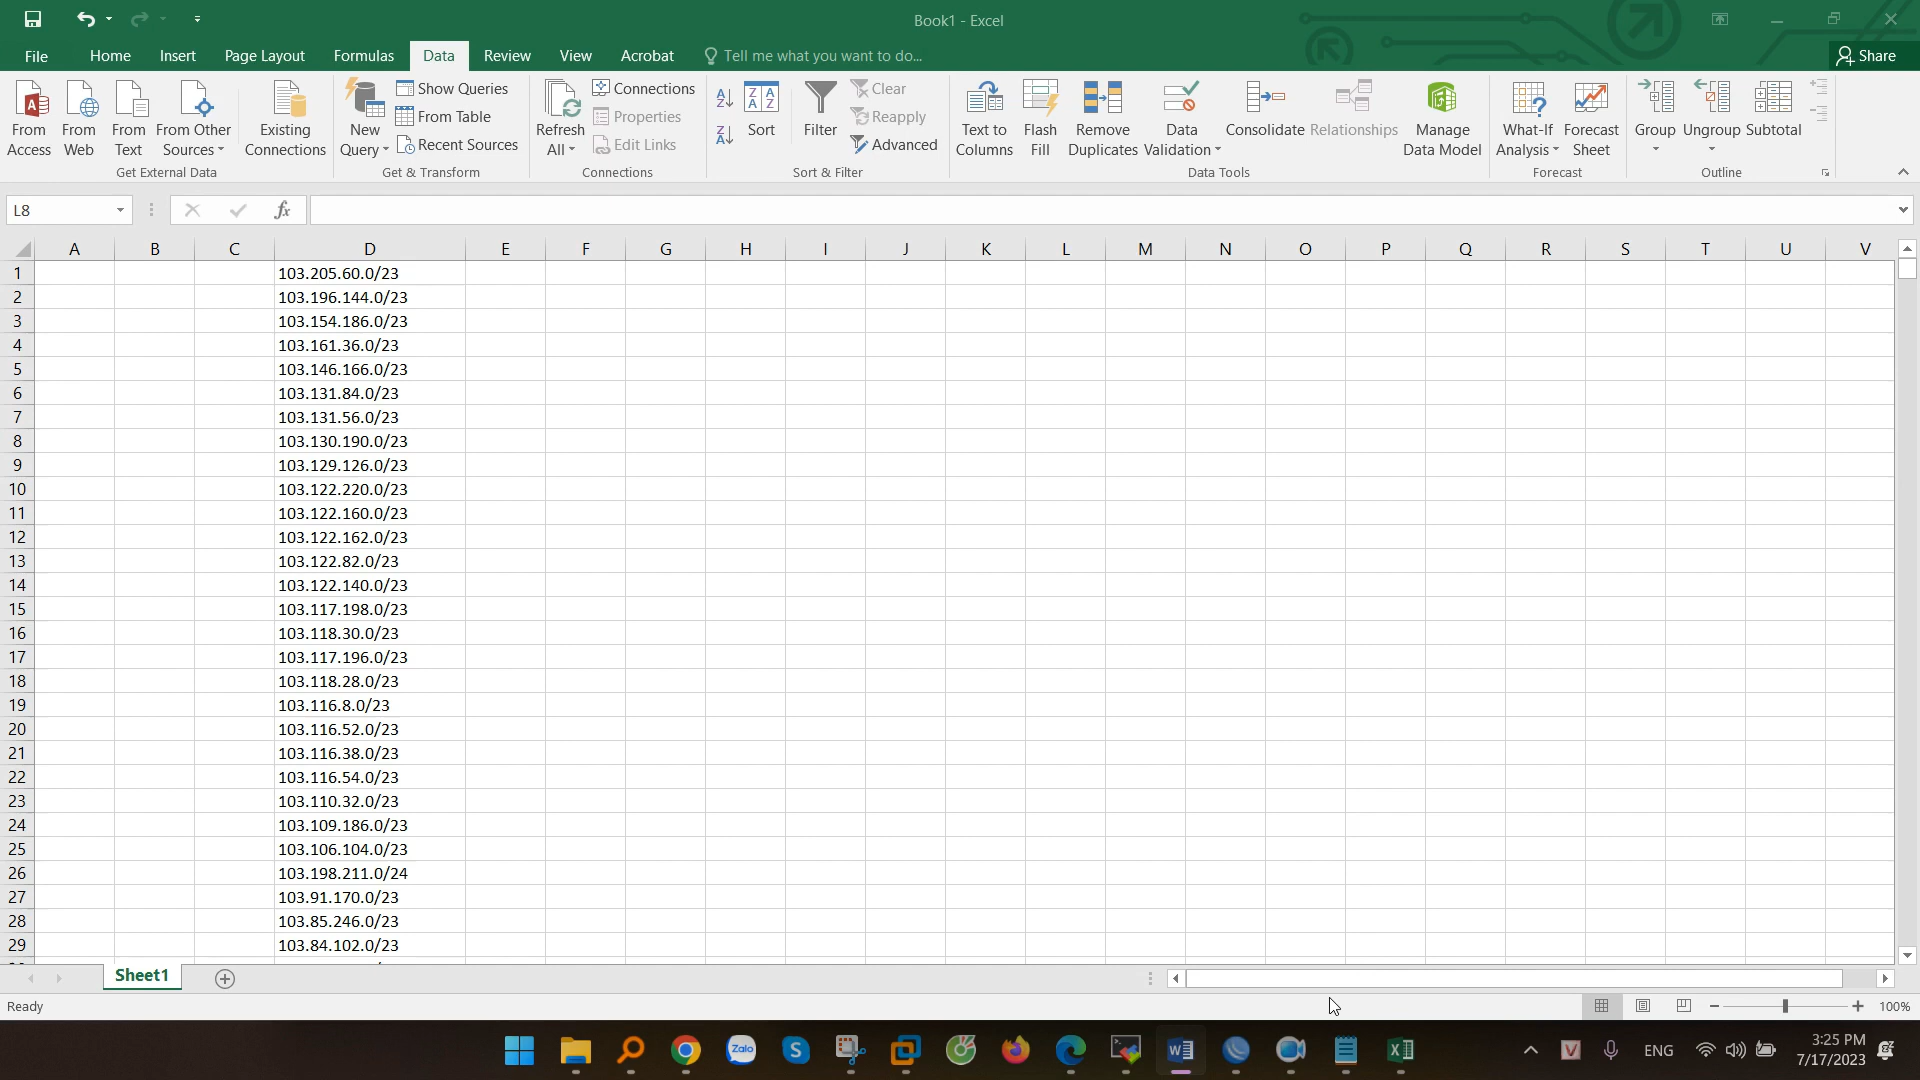 Book1 - Excel
File Home Insert Page Layout Formulas Data Review View Acrobat Tell me what you want to do... Share
From Access
From Web
From Text
From Other Sources
Existing Connections
Get External Data
New Query
Show Queries
From Table
Recent Sources
Get & Transform
Refresh All
Connections
Properties
Edit Links
Connections
Sort
Filter
Clear
Reapply
Advanced
Sort & Filter
Text to Columns
Flash Fill
Remove Duplicates
Data Validation
Consolidate
Relationships
Manage Data Model
Data Tools
What-If Analysis
Forecast Sheet
Forecast
Group
Ungroup
Subtotal
Outline
L8
fx
A B C D E F G H I J K L M N O P Q R S T U V
1 103.205.60.0/23
2 103.196.144.0/23
3 103.154.186.0/23
4 103.161.36.0/23
5 103.146.166.0/23
6 103.131.84.0/23
7 103.131.56.0/23
8 103.130.190.0/23
9 103.129.126.0/23
10 103.122.220.0/23
11 103.122.160.0/23
12 103.122.162.0/23
13 103.122.82.0/23
14 103.122.140.0/23
15 103.117.198.0/23
16 103.118.30.0/23
17 103.117.196.0/23
18 103.118.28.0/23
19 103.116.8.0/23
20 103.116.52.0/23
21 103.116.38.0/23
22 103.116.54.0/23
23 103.110.32.0/23
24 103.109.186.0/23
25 103.106.104.0/23
26 103.198.211.0/24
27 103.91.170.0/23
28 103.85.246.0/23
29 103.84.102.0/23
Sheet1
Ready
100%
Zalo
ENG
3:25 PM
7/17/2023